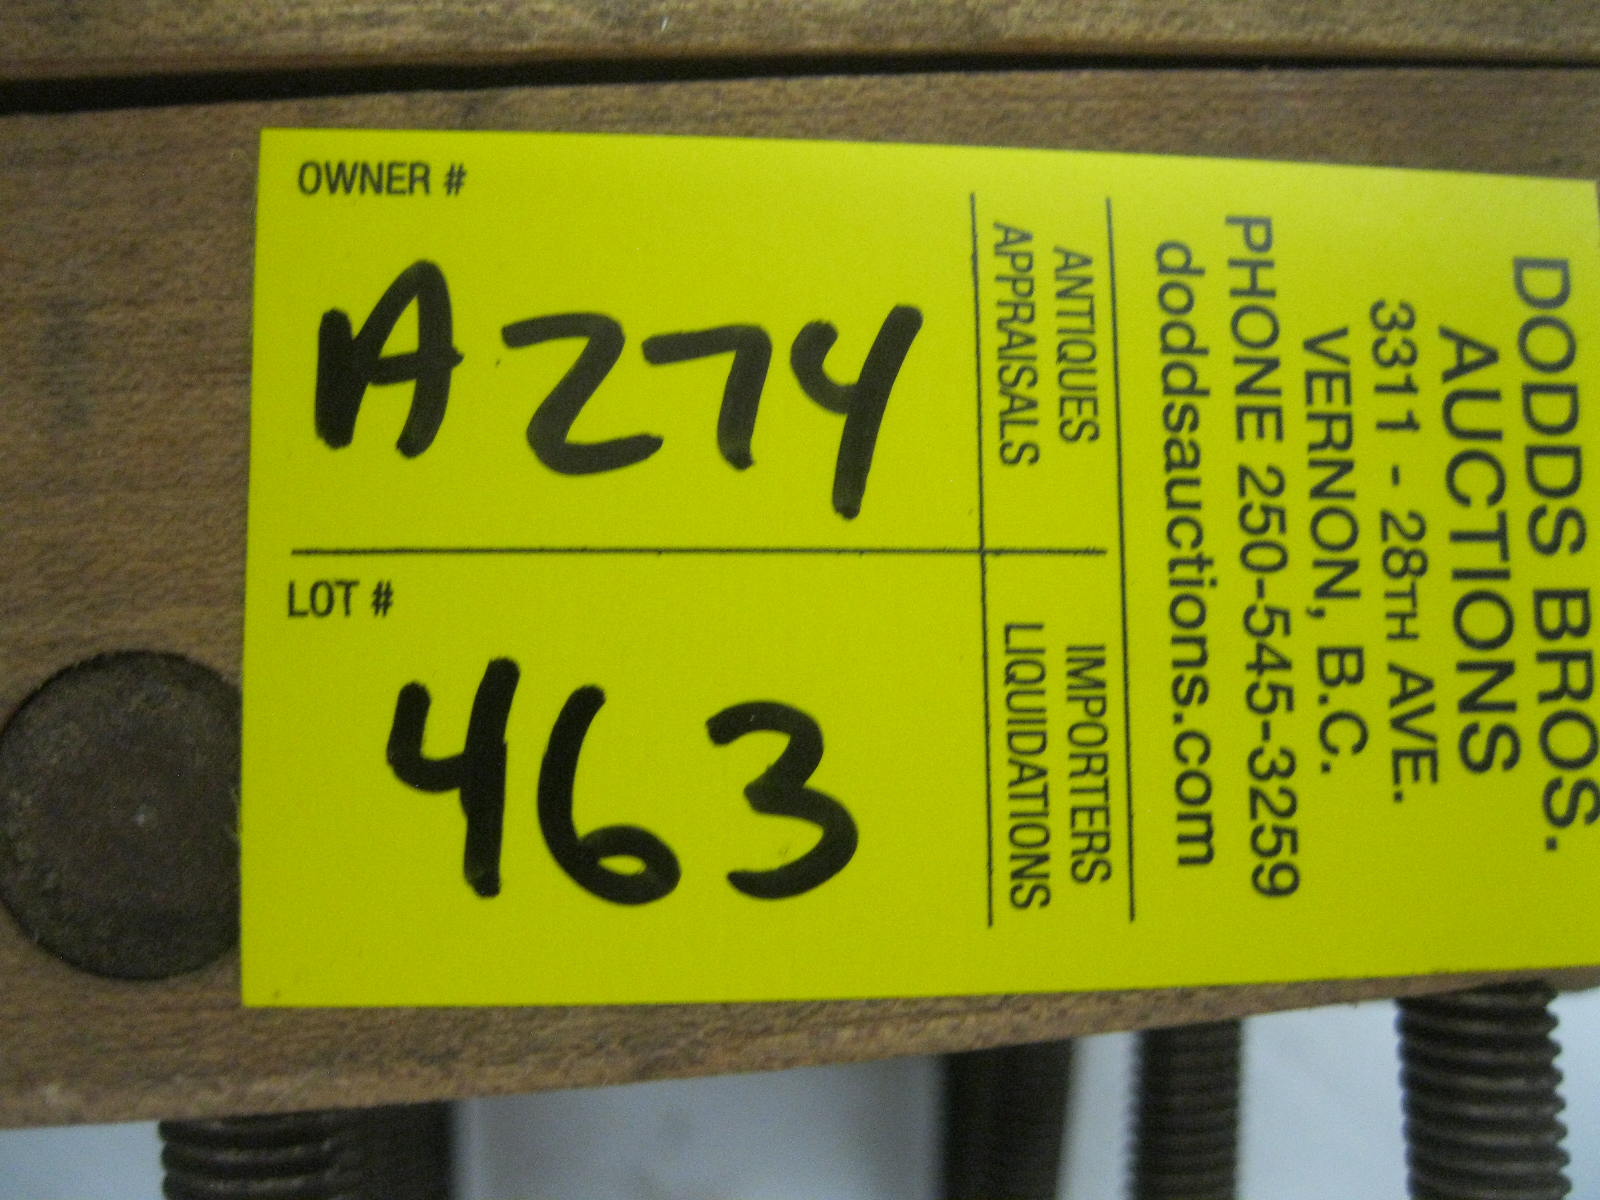 OWNER #
A274
LOT #
463
DODDS BROS.
AUCTIONS
3311 - 28TH AVE.
VERNON, B.C.
PHONE 250-545-3259
doddsauctions.com
ANTIQUES
APPRAISALS
IMPORTERS
LIQUIDATIONS